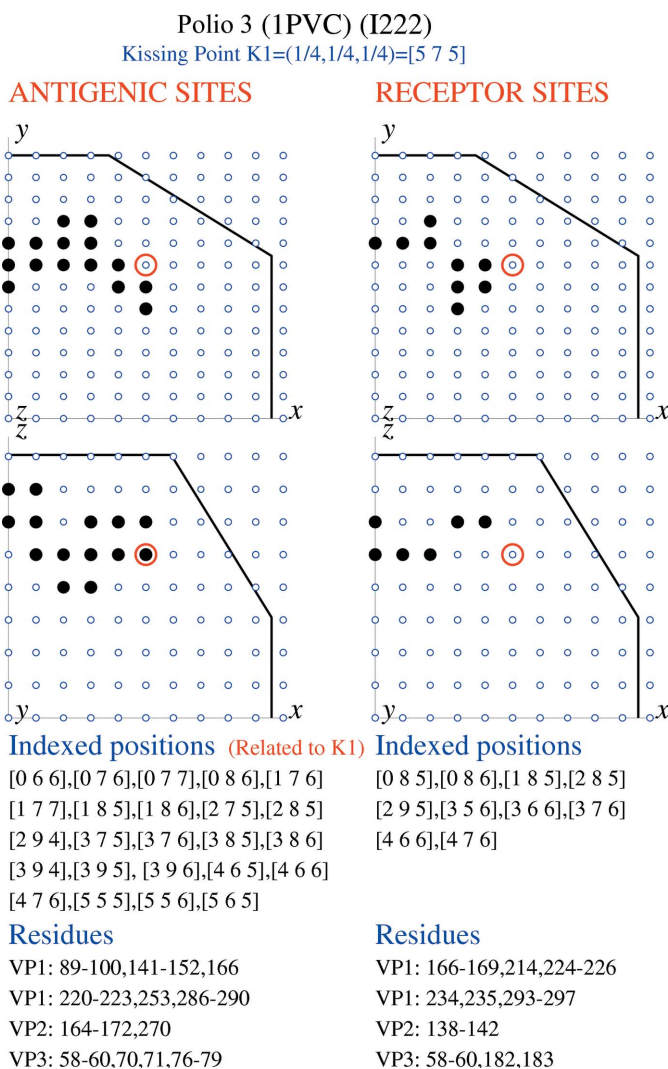 Polio 3 (1PVC) (I222)
Kissing Point K1=(1/4,1/4,1/4)=[5 7 5]
ANTIGENIC SITES
RECEPTOR SITES
y
y
z
x
z
x
z
z
y
x
y
x
Indexed positions (Related to K1)
[0 6 6],[0 7 6],[0 7 7],[0 8 6],[1 7 6]
[1 7 7],[1 8 5],[1 8 6],[2 7 5],[2 8 5]
[2 9 4],[3 7 5],[3 7 6],[3 8 5],[3 8 6]
[3 9 4],[3 9 5], [3 9 6],[4 6 5],[4 6 6]
[4 7 6],[5 5 5],[5 5 6],[5 6 5]
Indexed positions
[0 8 5],[0 8 6],[1 8 5],[2 8 5]
[2 9 5],[3 5 6],[3 6 6],[3 7 6]
[4 6 6],[4 7 6]
Residues
VP1: 89-100,141-152,166
VP1: 220-223,253,286-290
VP2: 164-172,270
VP3: 58-60,70,71,76-79
Residues
VP1: 166-169,214,224-226
VP1: 234,235,293-297
VP2: 138-142
VP3: 58-60,182,183